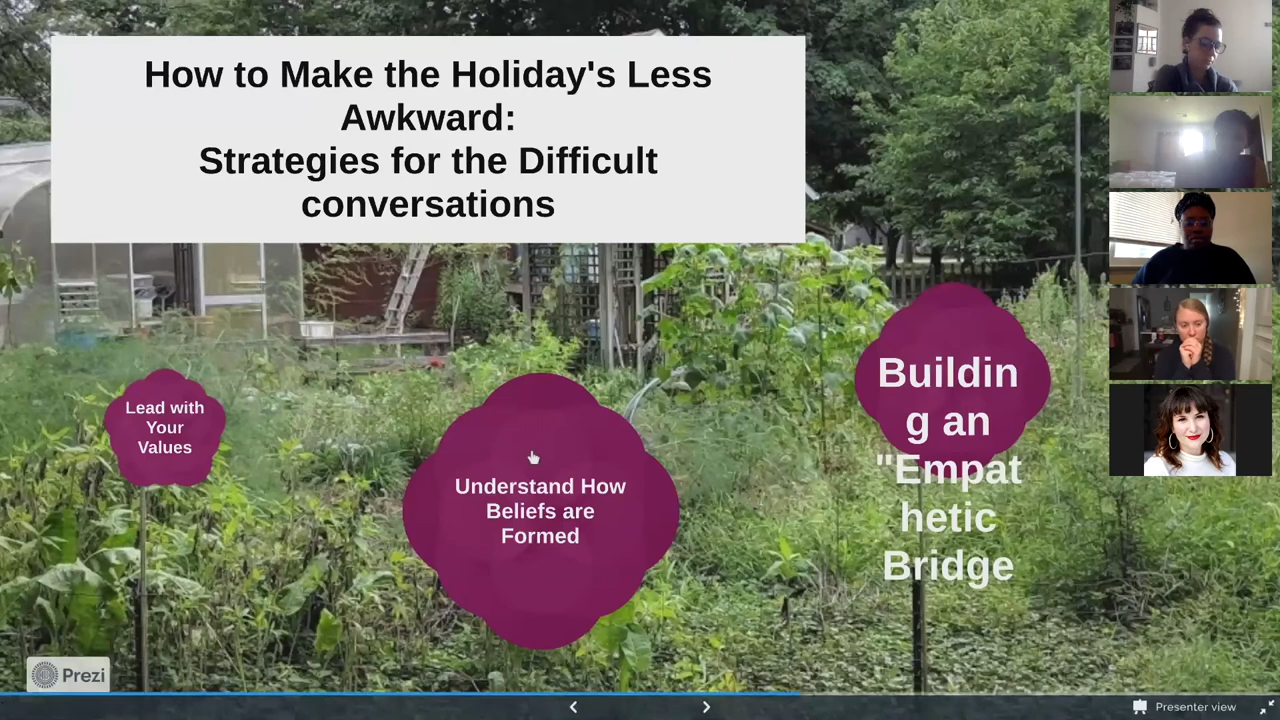 How to Make the Holiday's Less
Awkward:
Strategies for the Difficult
conversations
Lead with
Your
Values
Understand How
Beliefs are
Formed
Buildin
g an
"Empat
hetic
Bridge
Prezi
Presenter view